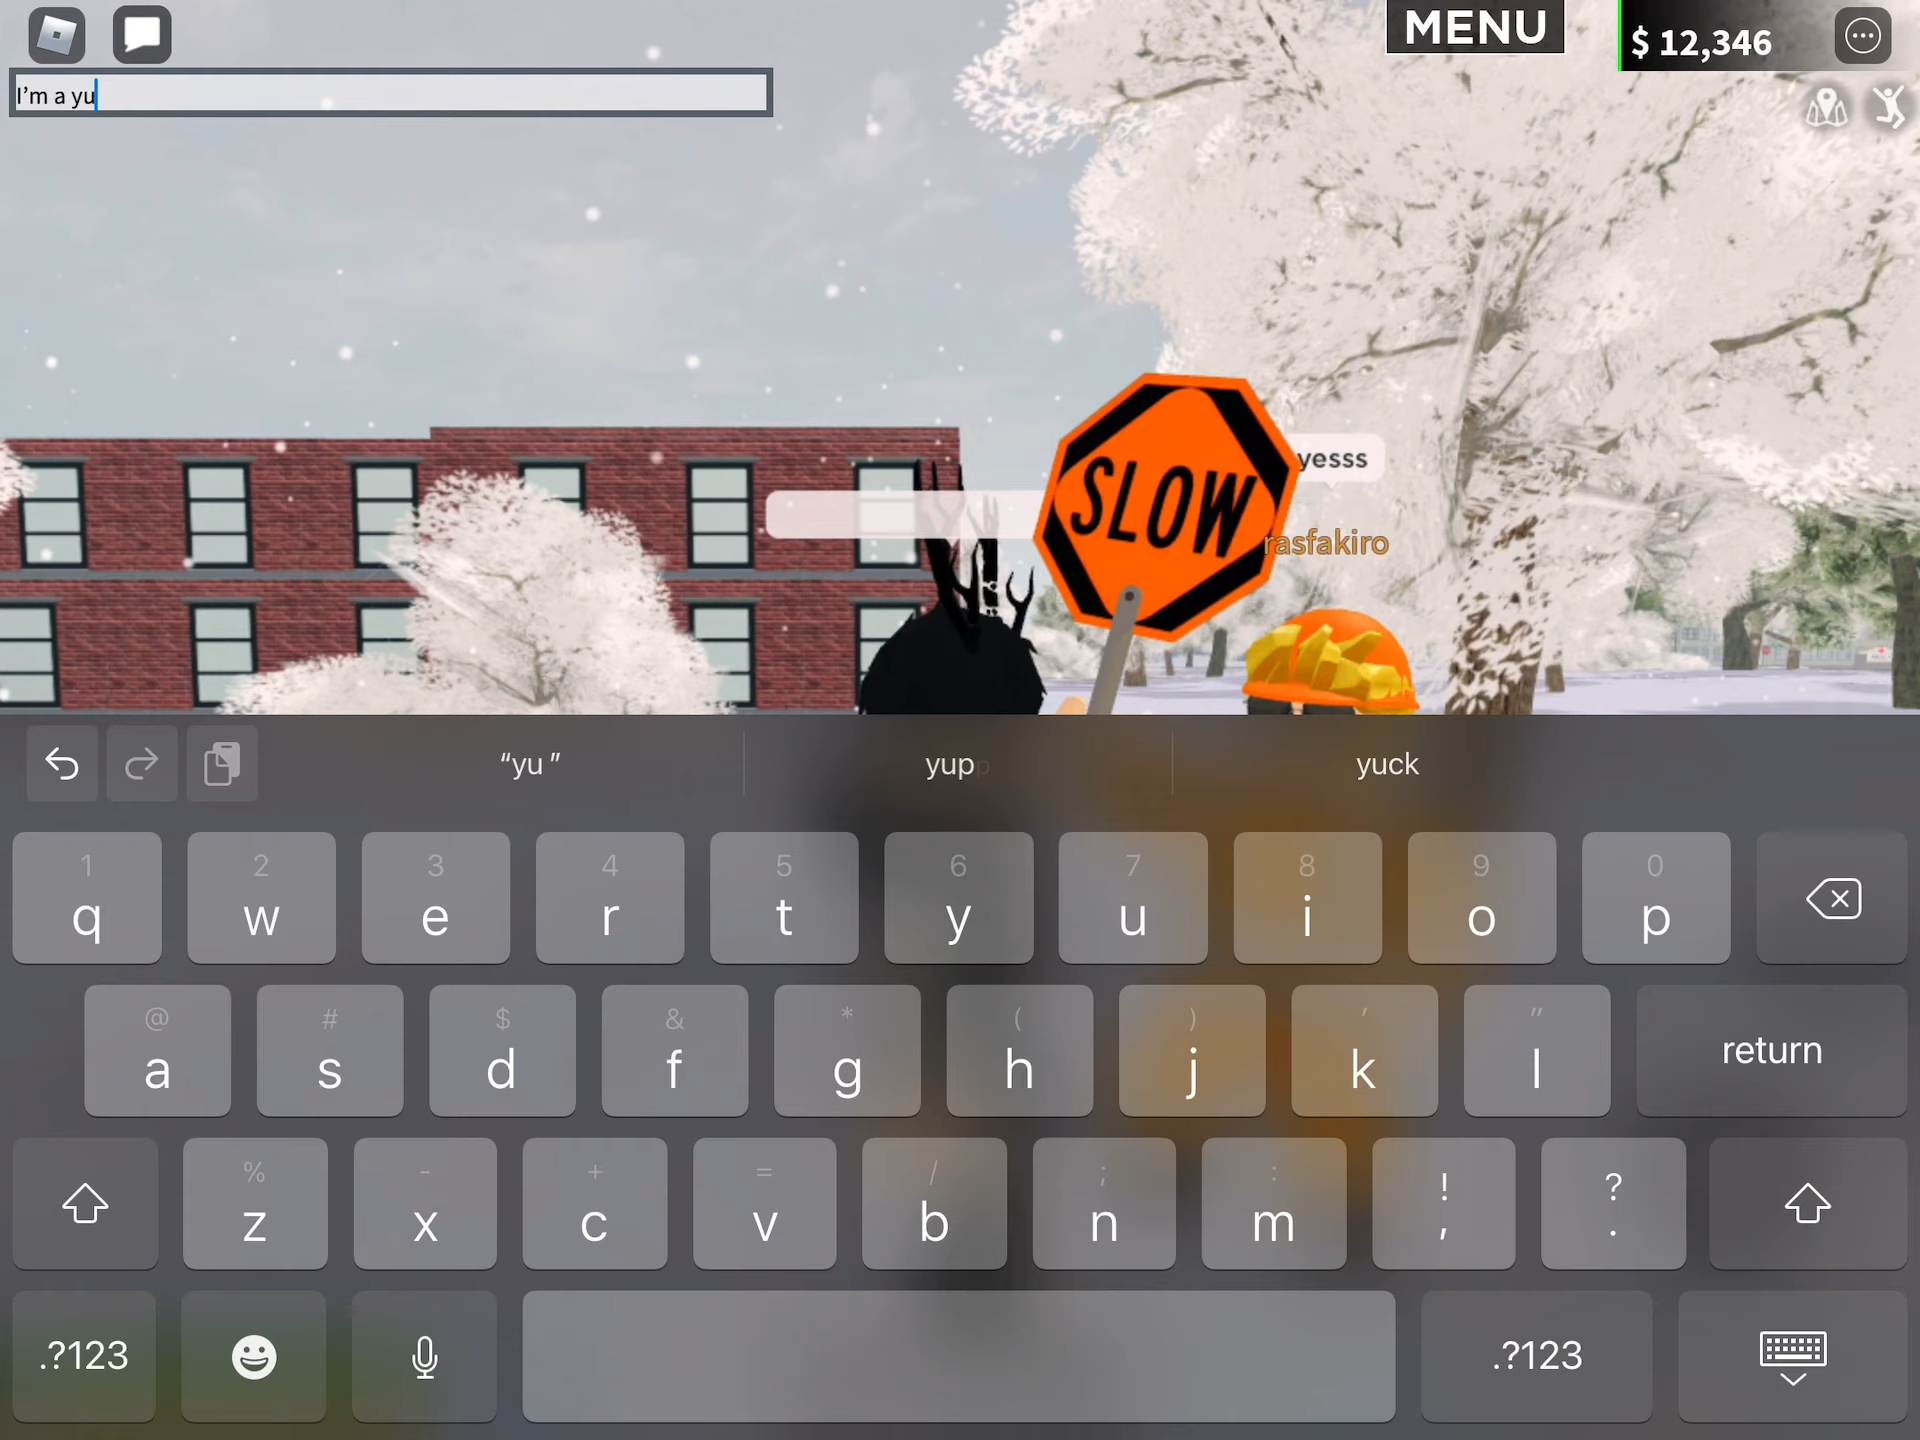 MENU
$ 12,346
I'm a yu
yesss
SLOW
rasfakiro
“yu” yup yuck
1 2 3 4 5 6 7 8 9 0
q w e r t y u i o p
@ # $ & * ( ) ' "
a s d f g h j k l return
% - + = / ; : ! ?
z x c v b n m , .
.?123 .?123